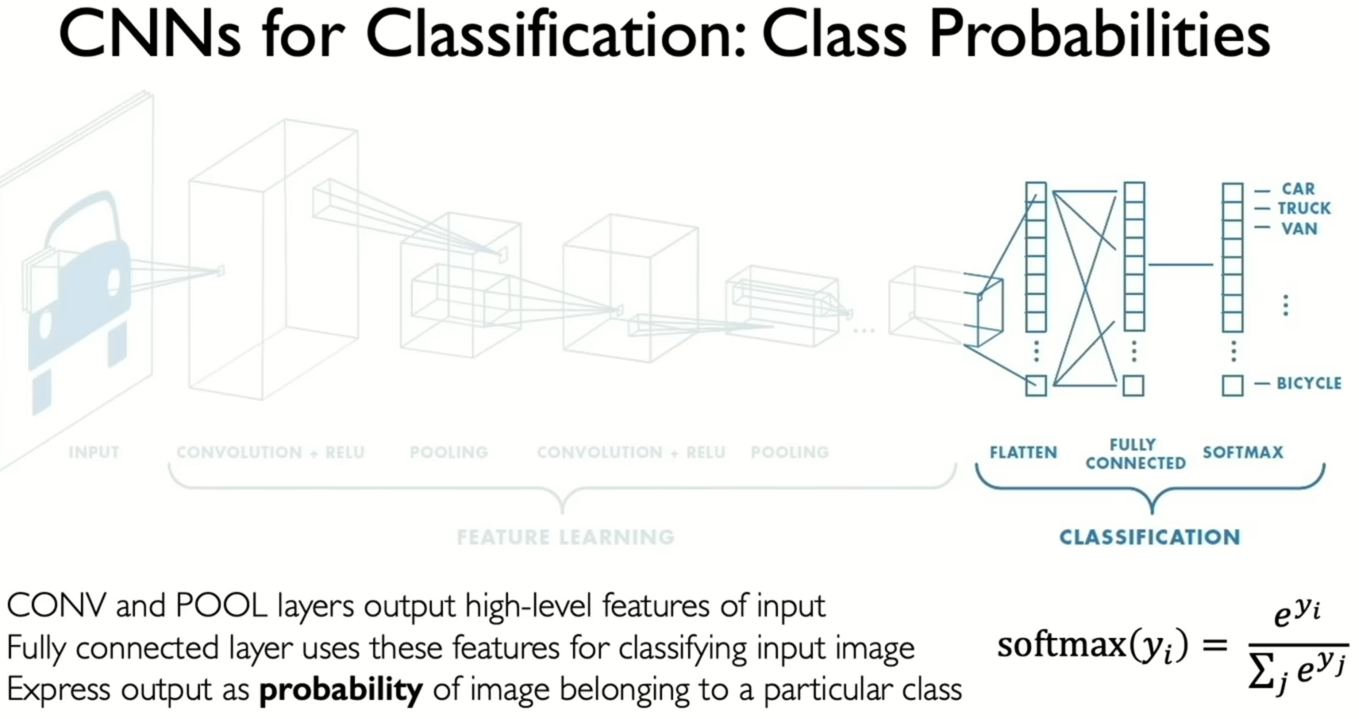 CNNs for Classification: Class Probabilities
CAR
TRUCK
VAN
BICYCLE
INPUT
CONVOLUTION + RELU
POOLING
CONVOLUTION + RELU
POOLING
FLATTEN
FULLY
CONNECTED
SOFTMAX
FEATURE LEARNING
CLASSIFICATION
CONV and POOL layers output high-level features of input
Fully connected layer uses these features for classifying input image
Express output as probability of image belonging to a particular class
softmax(yᵢ) = e^{yᵢ} / Σⱼ e^{yⱼ}